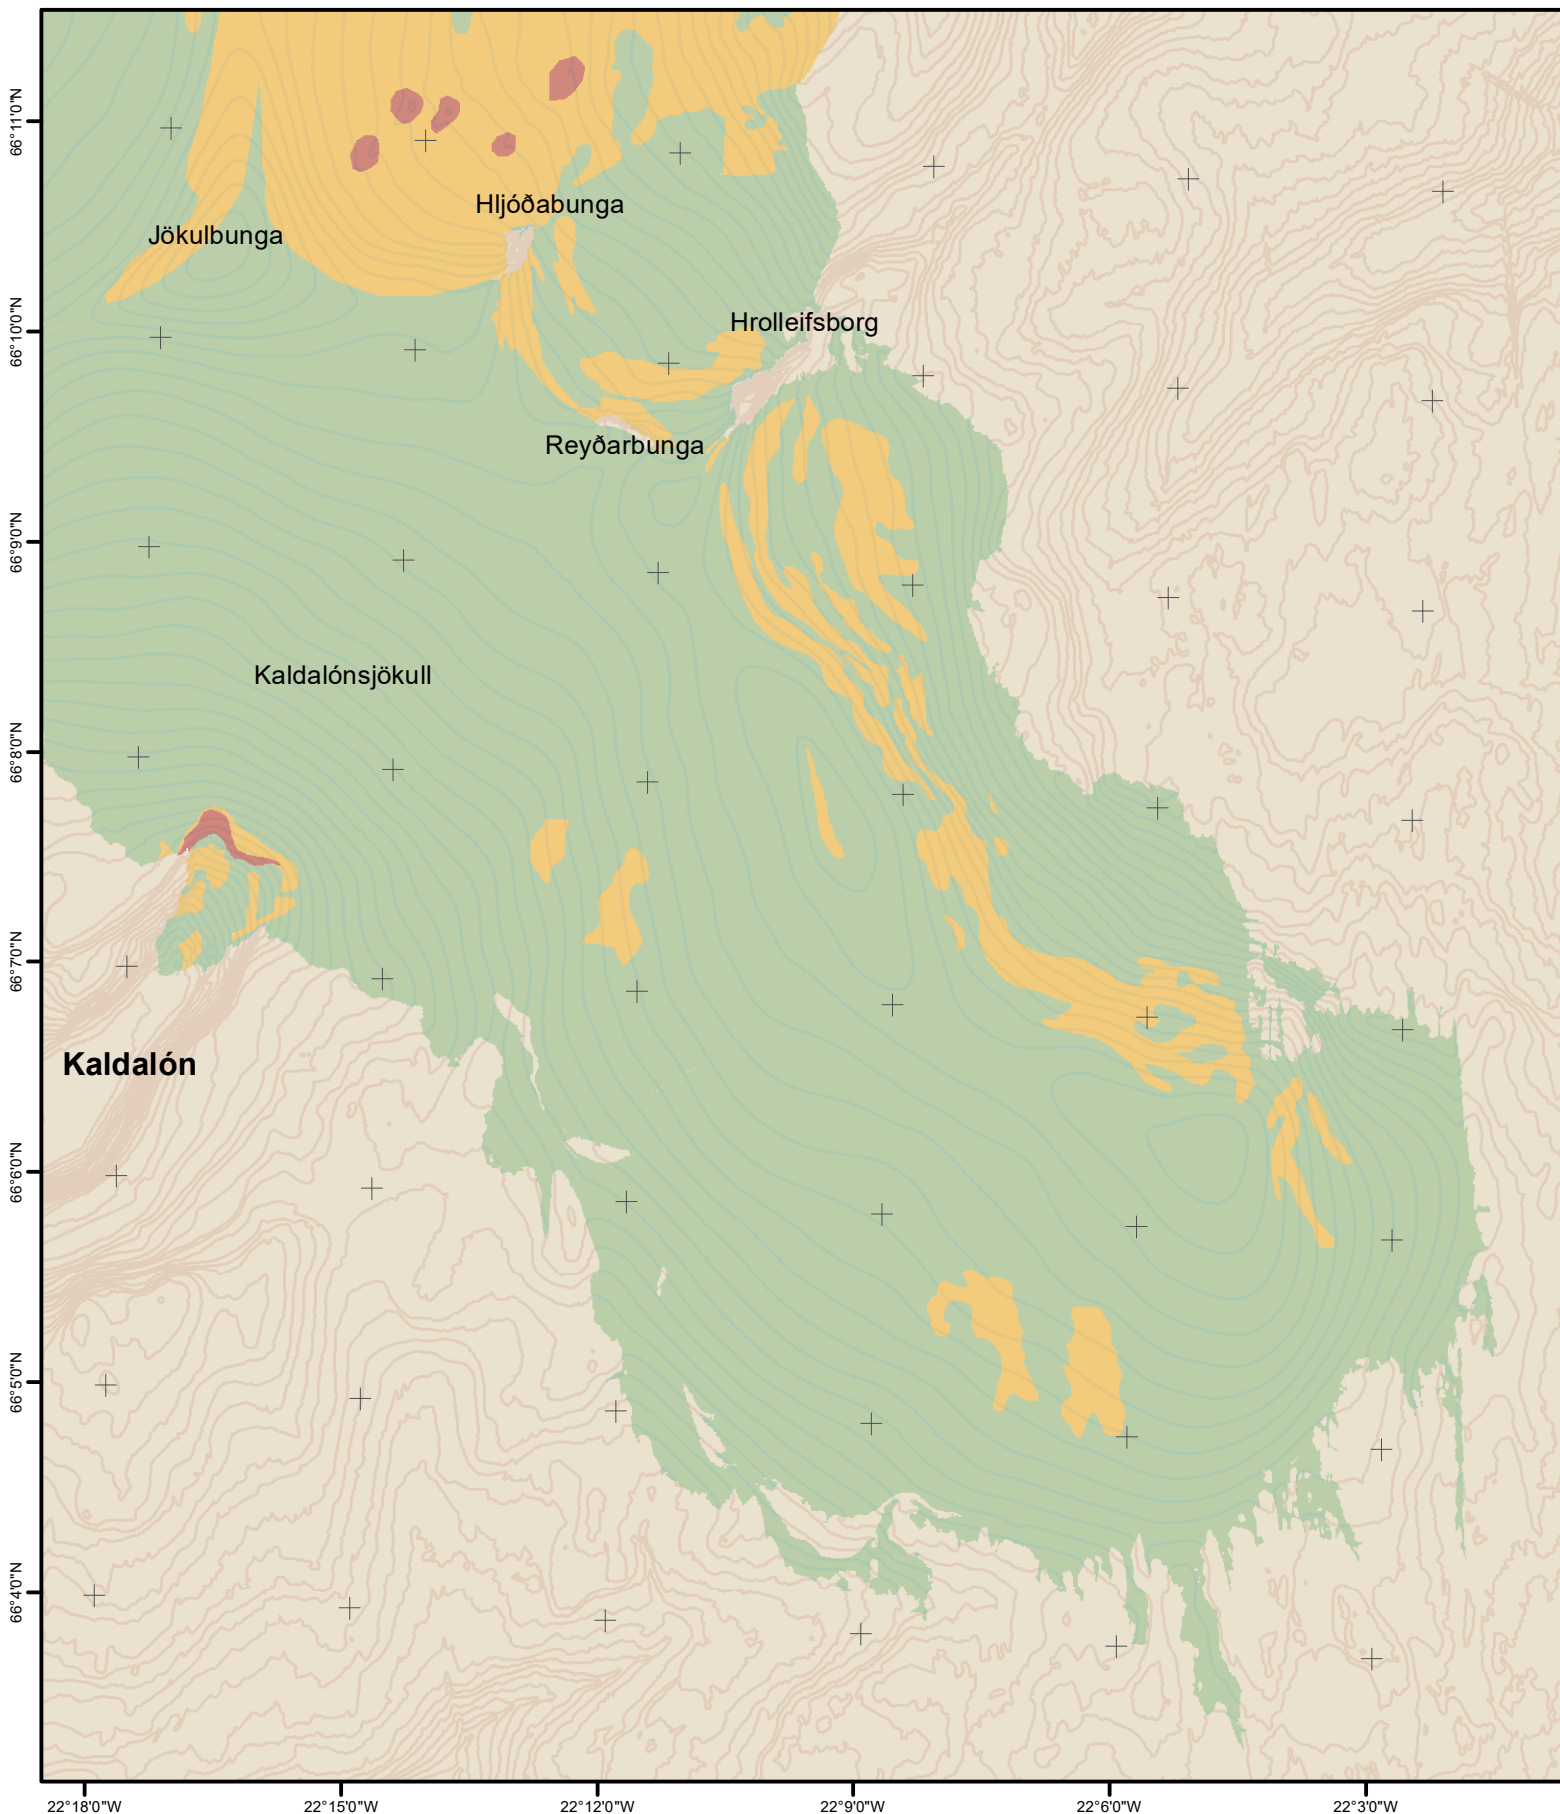 66°11'0"N
Hljóðabunga
Jökulbunga
66°10'0"N
Hrolleifsborg
Reyðarbunga
66°9'0"N
Kaldalónsjökull
66°8'0"N
66°7'0"N
Kaldalón
66°6'0"N
66°5'0"N
66°4'0"N
22°18'0"W 22°15'0"W 22°12'0"W 22°9'0"W 22°6'0"W 22°3'0"W